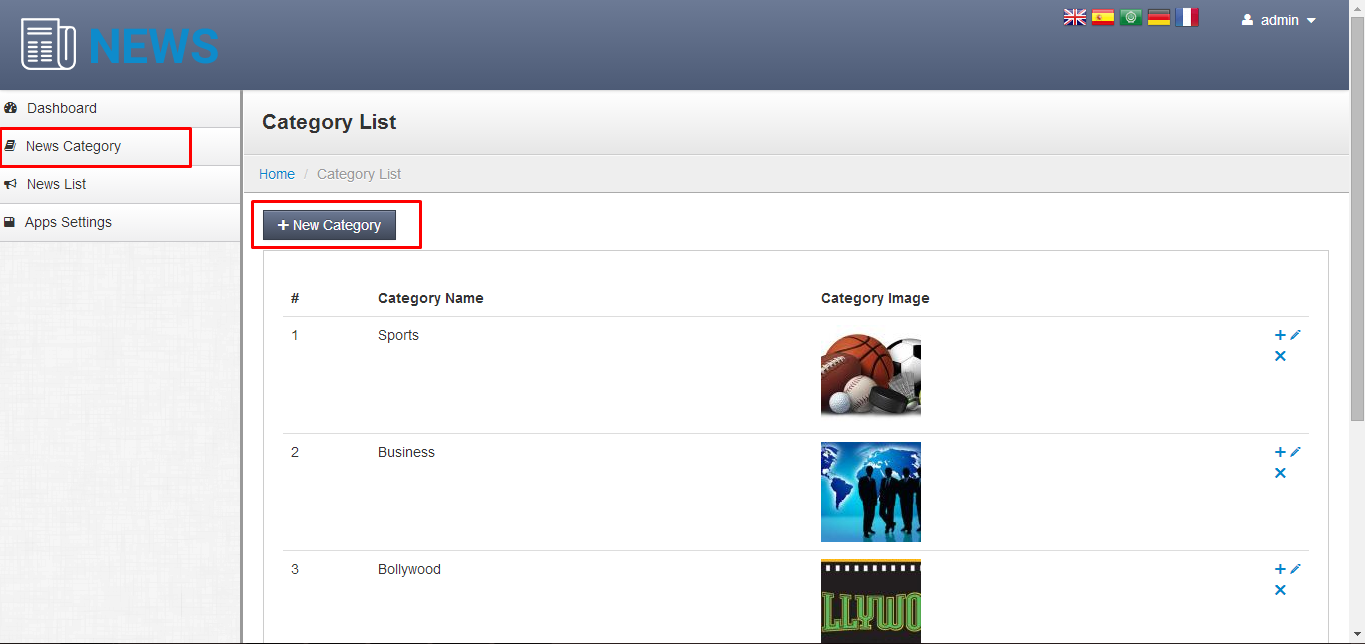 NEWS
admin
Dashboard
News Category
News List
Apps Settings
Category List
Home / Category List
+ New Category
# Category Name Category Image
1 Sports
2 Business
3 Bollywood
LLYWO